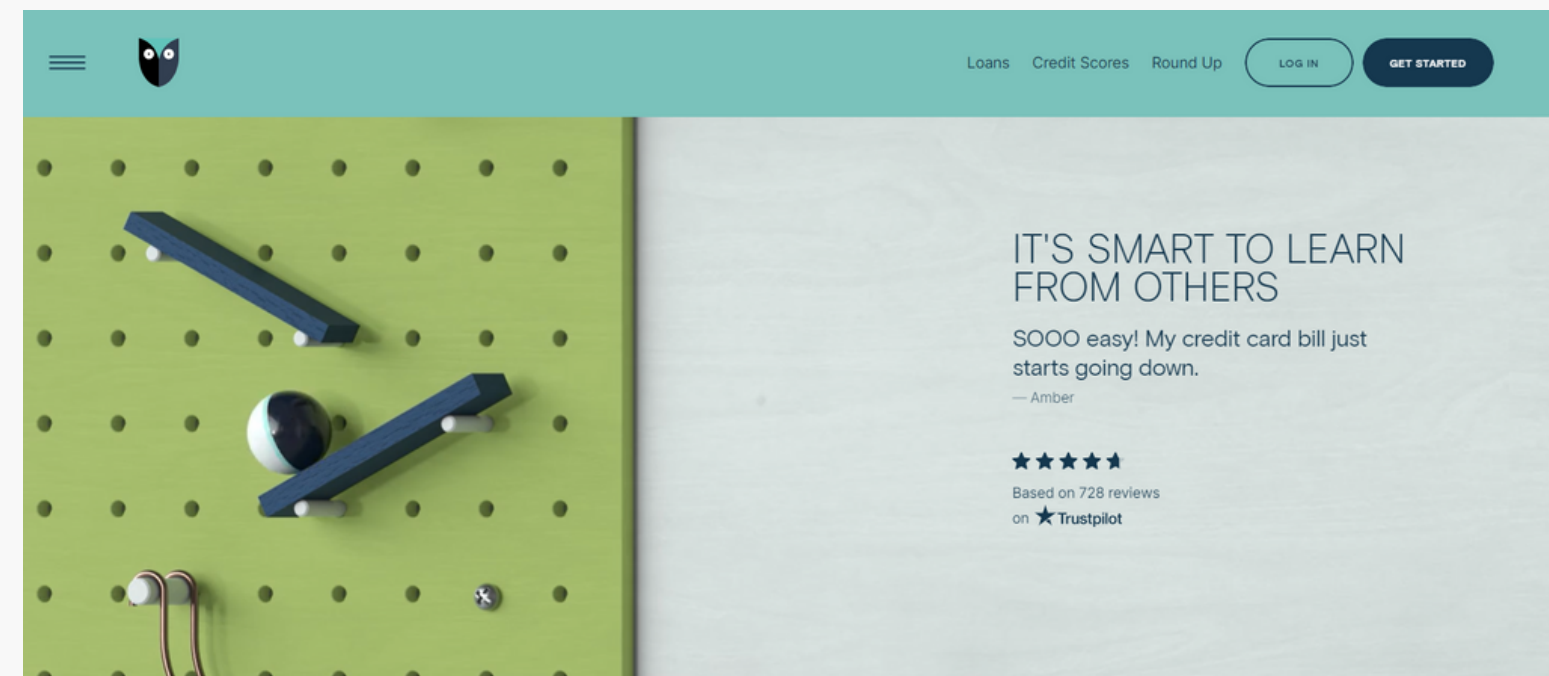 Loans Credit Scores Round Up LOG IN GET STARTED
IT'S SMART TO LEARN
FROM OTHERS
SOOO easy! My credit card bill just
starts going down.
— Amber
Based on 728 reviews
on Trustpilot